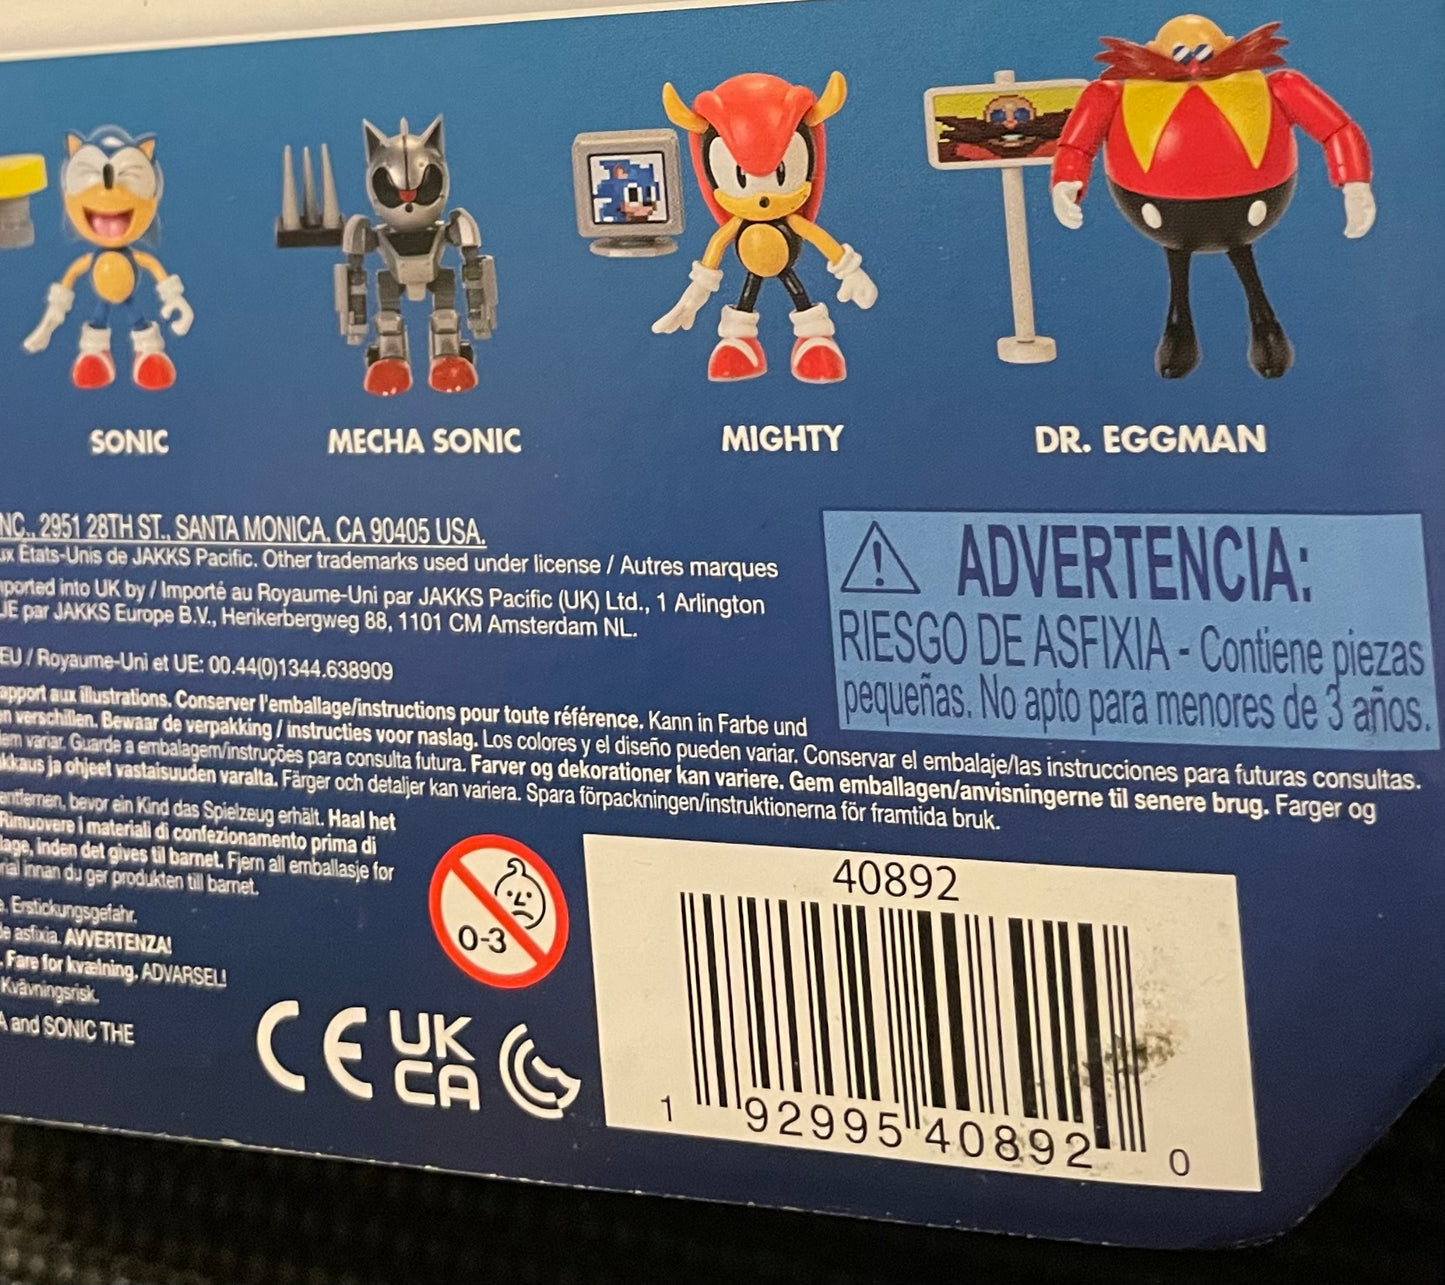 SONIC
MECHA SONIC
MIGHTY
DR. EGGMAN
NC., 2951 28TH ST., SANTA MONICA, CA 90405 USA.
ux États-Unis de JAKKS Pacific. Other trademarks used under license / Autres marques
ported into UK by / Importé au Royaume-Uni par JAKKS Pacific (UK) Ltd., 1 Arlington
UE par JAKKS Europe B.V., Herikerbergweg 88, 1101 CM Amsterdam NL.
EU / Royaume-Uni et UE: 00.44(0)1344.638909
apport aux illustrations. Conserver l'emballage/instructions pour toute référence. Kann in Farbe und
n verschillen. Bewaar de verpakking / instructies voor naslag. Los colores y el diseño pueden variar. Conservar el embalaje/las instrucciones para futuras consultas.
dem variar. Guarde a embalagem/instruções para consulta futura. Farver og dekorationer kan variere. Gem emballagen/anvisningerne til senere brug. Farger og
kkaus ja ohjeet vastaisuuden varalta. Färger och detaljer kan variera. Spara förpackningen/instruktionerna för framtida bruk.
entfernen, bevor ein Kind das Spielzeug erhält. Haal het
Rimuovere i materiali di confezionamento prima di
lage, inden det gives til barnet. Fjern all emballasje for
rial innan du ger produkten till barnet.
e. Erstickungsgefahr.
de asfixia. AVVERTENZA!
. Fare for kvælning. ADVARSEL!
Kvävningsrisk.
A and SONIC THE
ADVERTENCIA:
RIESGO DE ASFIXIA - Contiene piezas
pequeñas. No apto para menores de 3 años.
0-3
CE
UK
CA
40892
1 92995 40892 0